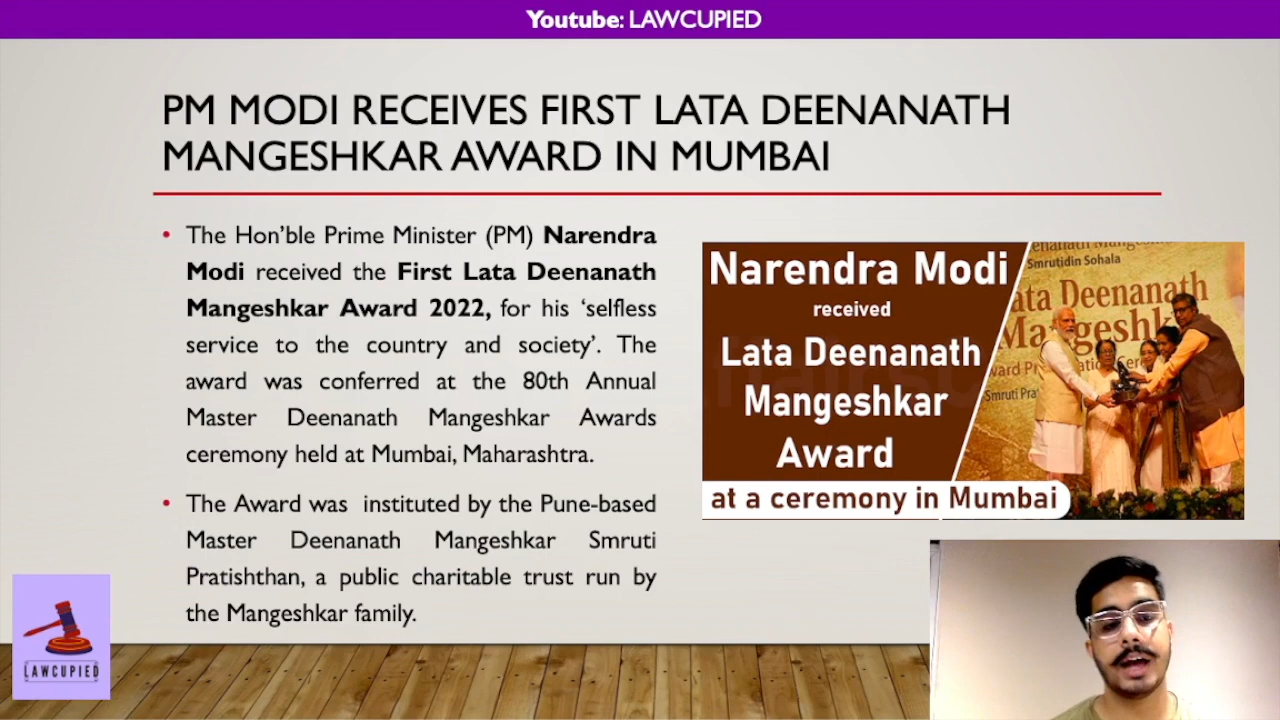 Youtube: LAWCUPIED
PM MODI RECEIVES FIRST LATA DEENANATH
MANGESHKAR AWARD IN MUMBAI
• The Hon’ble Prime Minister (PM) Narendra
Modi received the First Lata Deenanath
Mangeshkar Award 2022, for his ‘selfless
service to the country and society’. The
award was conferred at the 80th Annual
Master Deenanath Mangeshkar Awards
ceremony held at Mumbai, Maharashtra.
• The Award was instituted by the Pune-based
Master Deenanath Mangeshkar Smruti
Pratishthan, a public charitable trust run by
the Mangeshkar family.
Narendra Modi
received
Lata Deenanath
Mangeshkar
Award
at a ceremony in Mumbai
Smrutidin Sohala
Deenanath
LAWCUPIED